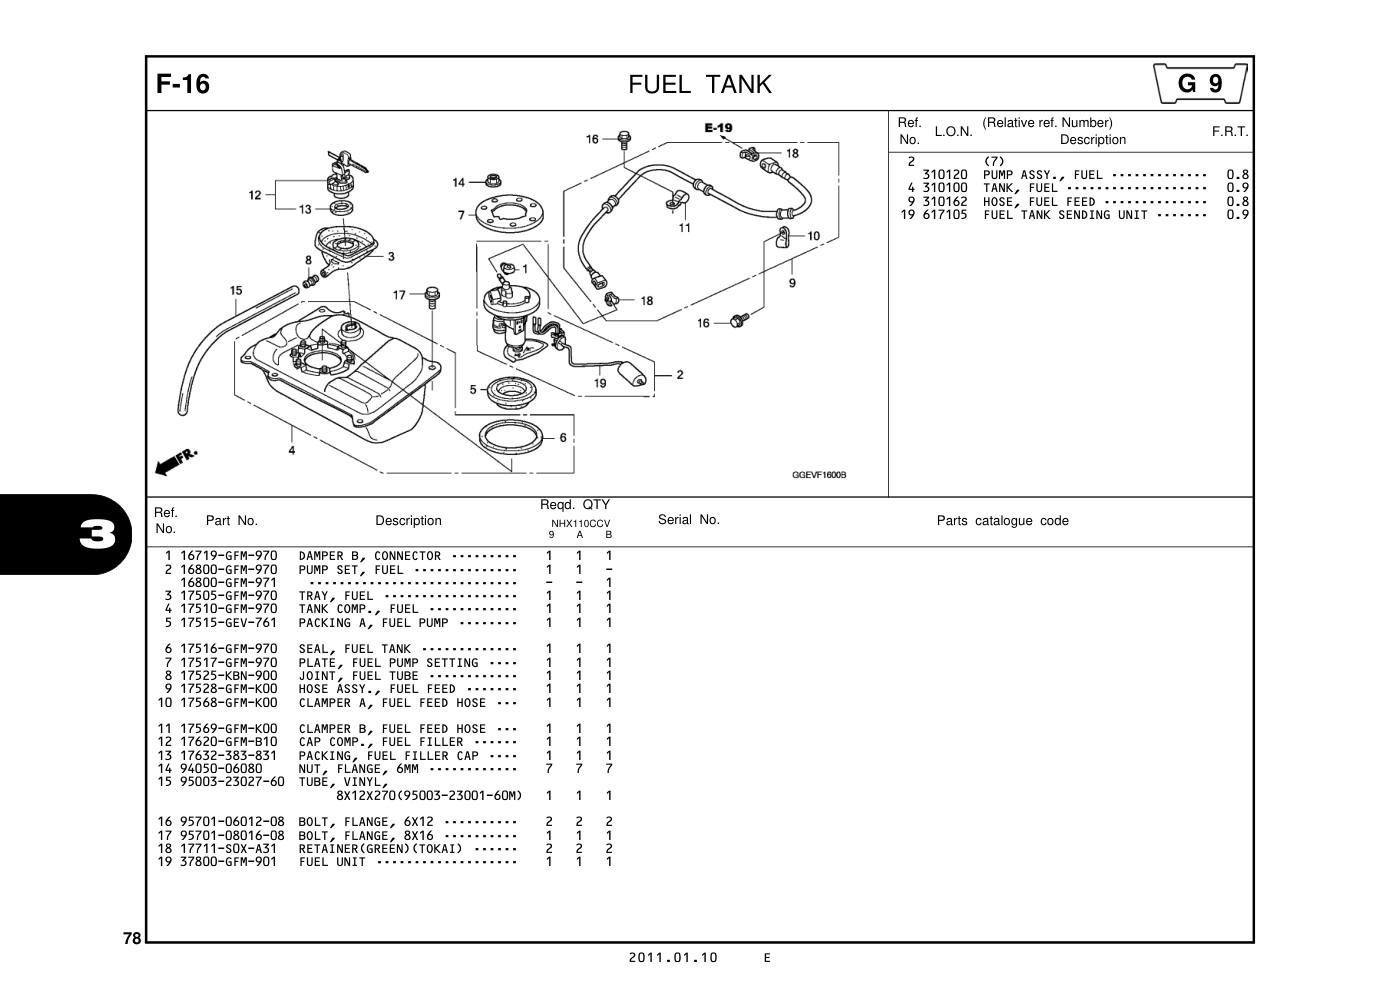 F-16 FUEL TANK G 9
Ref. No. L.O.N. (Relative ref. Number) Description F.R.T.
2 (7)
310120 PUMP ASSY., FUEL ------------- 0.8
4 310100 TANK, FUEL ------------------- 0.9
9 310162 HOSE, FUEL FEED -------------- 0.8
19 617105 FUEL TANK SENDING UNIT ------- 0.9
E-19
16
18
14
12
13
7
11
10
3
8
1
9
15
17
18
16
19
2
5
6
4
FR.
GGEVF1600B
3
Ref. No. Part No. Description Reqd. QTY Serial No. Parts catalogue code
NHX110CCV
9 A B
1 16719-GFM-970 DAMPER B, CONNECTOR --------- 1 1 1
2 16800-GFM-970 PUMP SET, FUEL -------------- 1 1 -
16800-GFM-971 ---------------------------- - - 1
3 17505-GFM-970 TRAY, FUEL ------------------ 1 1 1
4 17510-GFM-970 TANK COMP., FUEL ------------ 1 1 1
5 17515-GEV-761 PACKING A, FUEL PUMP -------- 1 1 1
6 17516-GFM-970 SEAL, FUEL TANK ------------- 1 1 1
7 17517-GFM-970 PLATE, FUEL PUMP SETTING ---- 1 1 1
8 17525-KBN-900 JOINT, FUEL TUBE ------------ 1 1 1
9 17528-GFM-K00 HOSE ASSY., FUEL FEED ------- 1 1 1
10 17568-GFM-K00 CLAMPER A, FUEL FEED HOSE --- 1 1 1
11 17569-GFM-K00 CLAMPER B, FUEL FEED HOSE --- 1 1 1
12 17620-GFM-B10 CAP COMP., FUEL FILLER ------ 1 1 1
13 17632-383-831 PACKING, FUEL FILLER CAP ---- 1 1 1
14 94050-06080 NUT, FLANGE, 6MM ------------ 7 7 7
15 95003-23027-60 TUBE, VINYL,
8X12X270(95003-23001-60M) 1 1 1
16 95701-06012-08 BOLT, FLANGE, 6X12 ---------- 2 2 2
17 95701-08016-08 BOLT, FLANGE, 8X16 ---------- 1 1 1
18 17711-S0X-A31 RETAINER(GREEN)(TOKAI) ------ 2 2 2
19 37800-GFM-901 FUEL UNIT ------------------- 1 1 1
78
2011.01.10 E